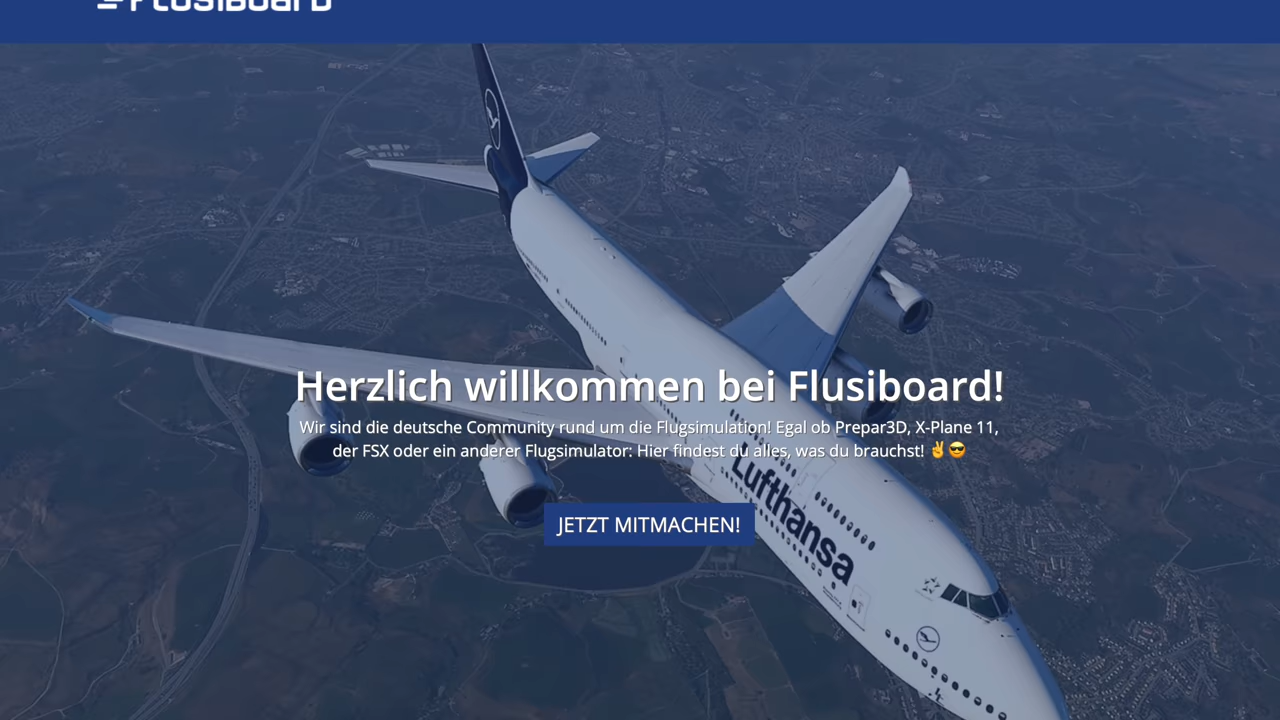 FLUSIBOARD
Herzlich willkommen bei Flusiboard!
Wir sind die deutsche Community rund um die Flugsimulation! Egal ob Prepar3D, X-Plane 11,
der FSX oder ein anderer Flugsimulator: Hier findest du alles, was du brauchst! ✌️😎
Lufthansa
JETZT MITMACHEN!